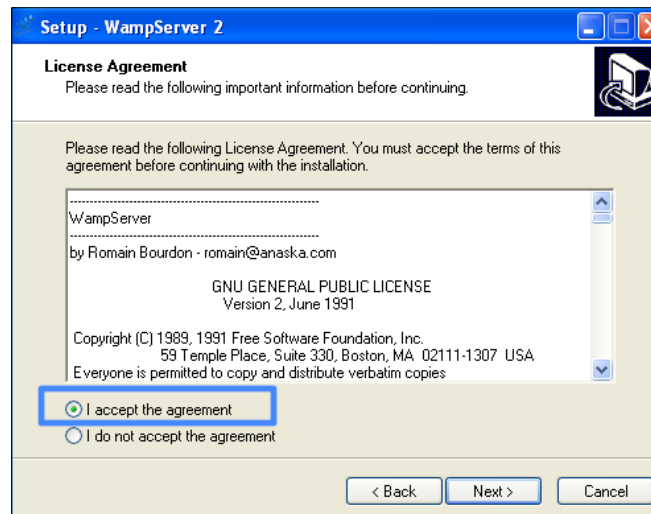 Setup - WampServer 2
License Agreement
Please read the following important information before continuing.
Please read the following License Agreement. You must accept the terms of this
agreement before continuing with the installation.
------------------------------------------------------------
WampServer
------------------------------------------------------------
by Romain Bourdon - romain@anaska.com
GNU GENERAL PUBLIC LICENSE
Version 2, June 1991
Copyright (C) 1989, 1991 Free Software Foundation, Inc.
59 Temple Place, Suite 330, Boston, MA  02111-1307  USA
Everyone is permitted to copy and distribute verbatim copies
I accept the agreement
I do not accept the agreement
< Back Next > Cancel